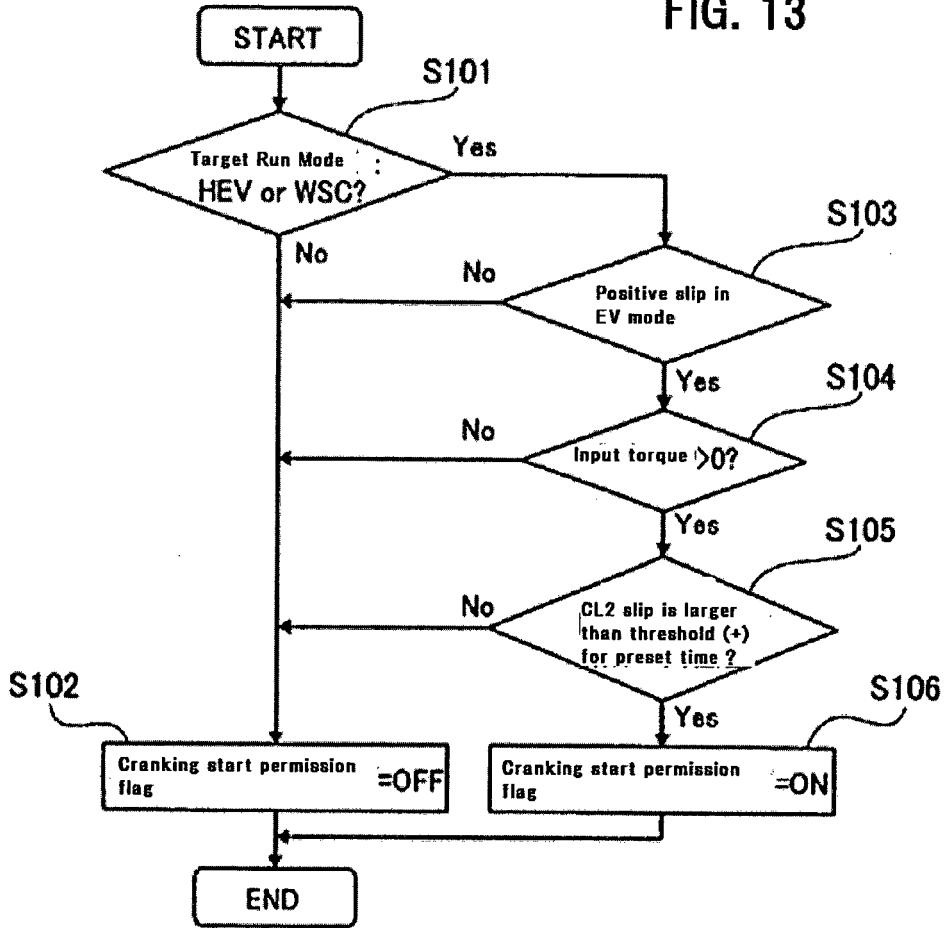 FIG. 13
START
S101
Target Run Mode :
HEV or WSC?
Yes
No
S103
Positive slip in
EV mode
No
Yes
S104
Input torque >0?
No
Yes
S105
CL2 slip is larger
than threshold (+)
for preset time ?
No
Yes
S102
Cranking start permission
flag =OFF
S106
Cranking start permission
flag =ON
END